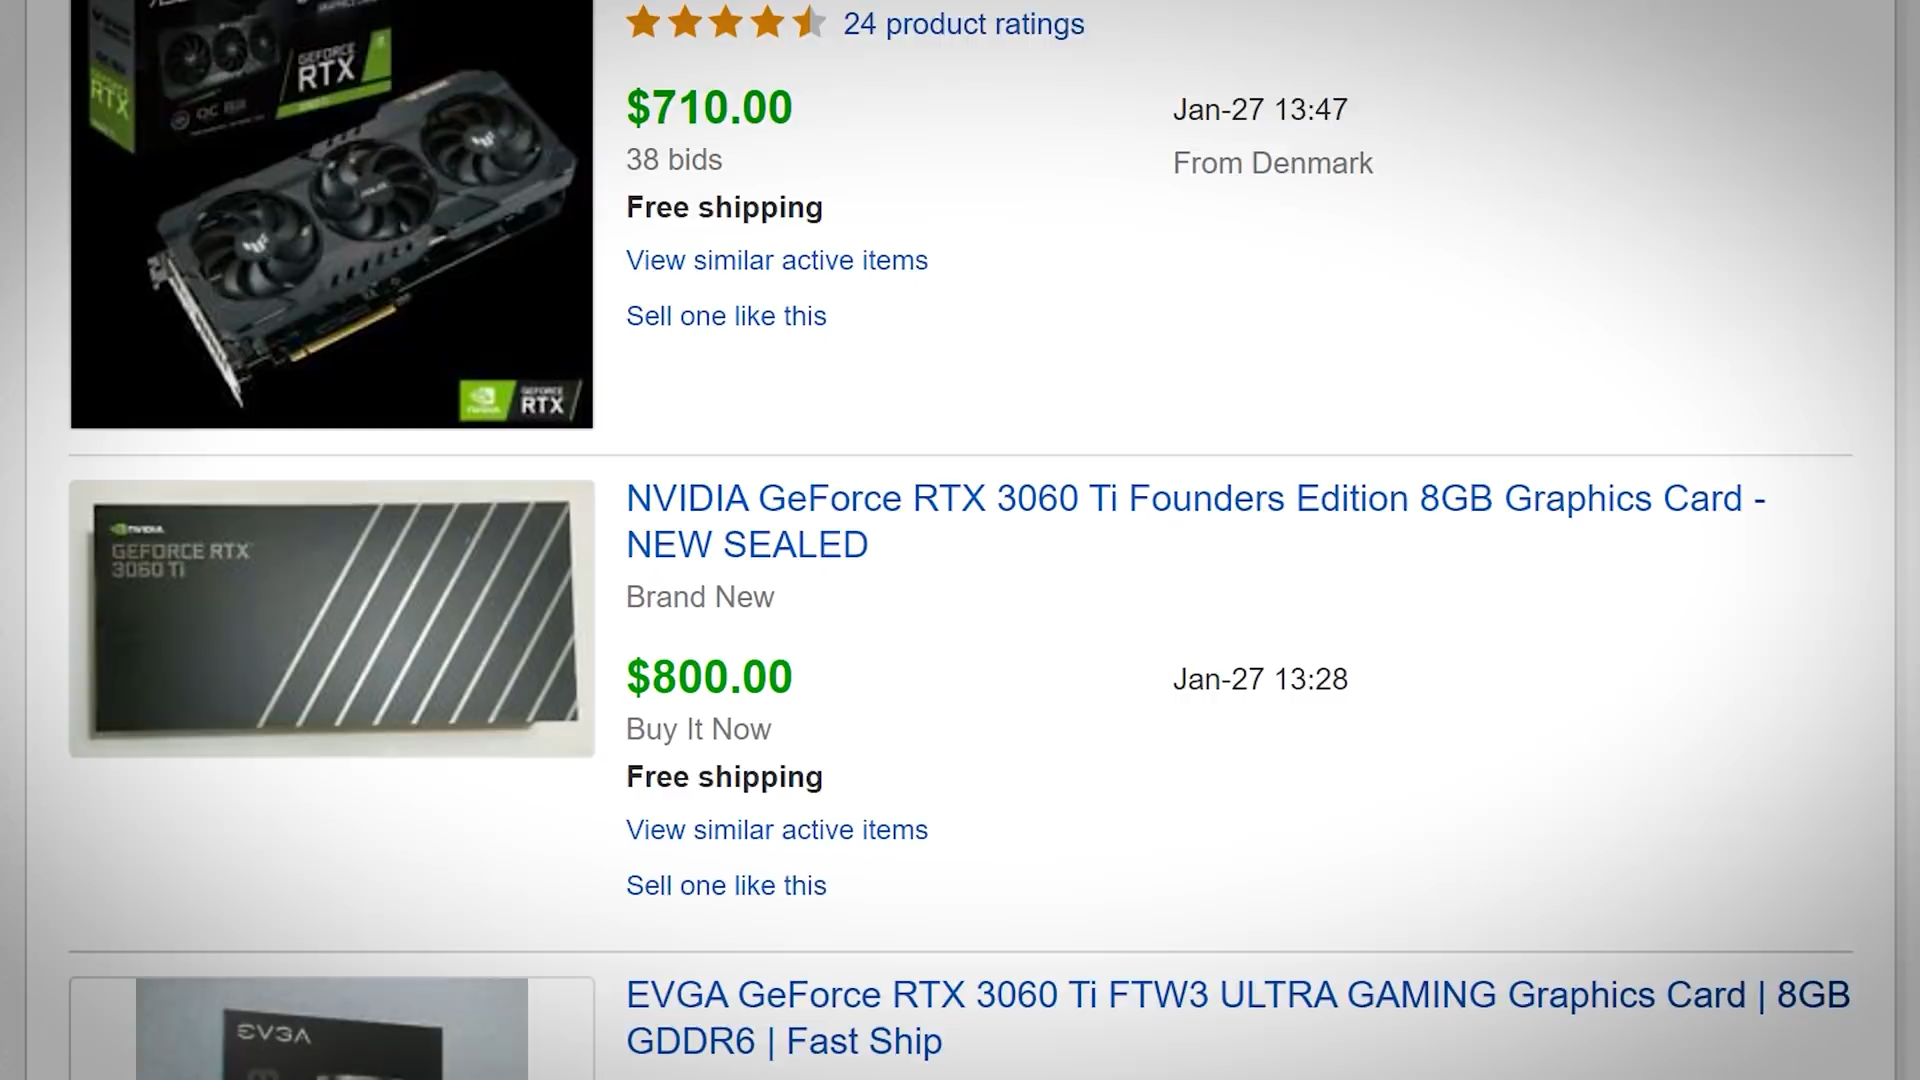 24 product ratings
GEFORCE
RTX
RTX
OC
$710.00
Jan-27 13:47
38 bids
From Denmark
Free shipping
View similar active items
Sell one like this
NVIDIA
GEFORCE
RTX
NVIDIA GeForce RTX 3060 Ti Founders Edition 8GB Graphics Card -
NEW SEALED
NVIDIA
GEFORCE RTX
3060 Ti
Brand New
$800.00
Jan-27 13:28
Buy It Now
Free shipping
View similar active items
Sell one like this
EVGA GeForce RTX 3060 Ti FTW3 ULTRA GAMING Graphics Card | 8GB
GDDR6 | Fast Ship
EVGA